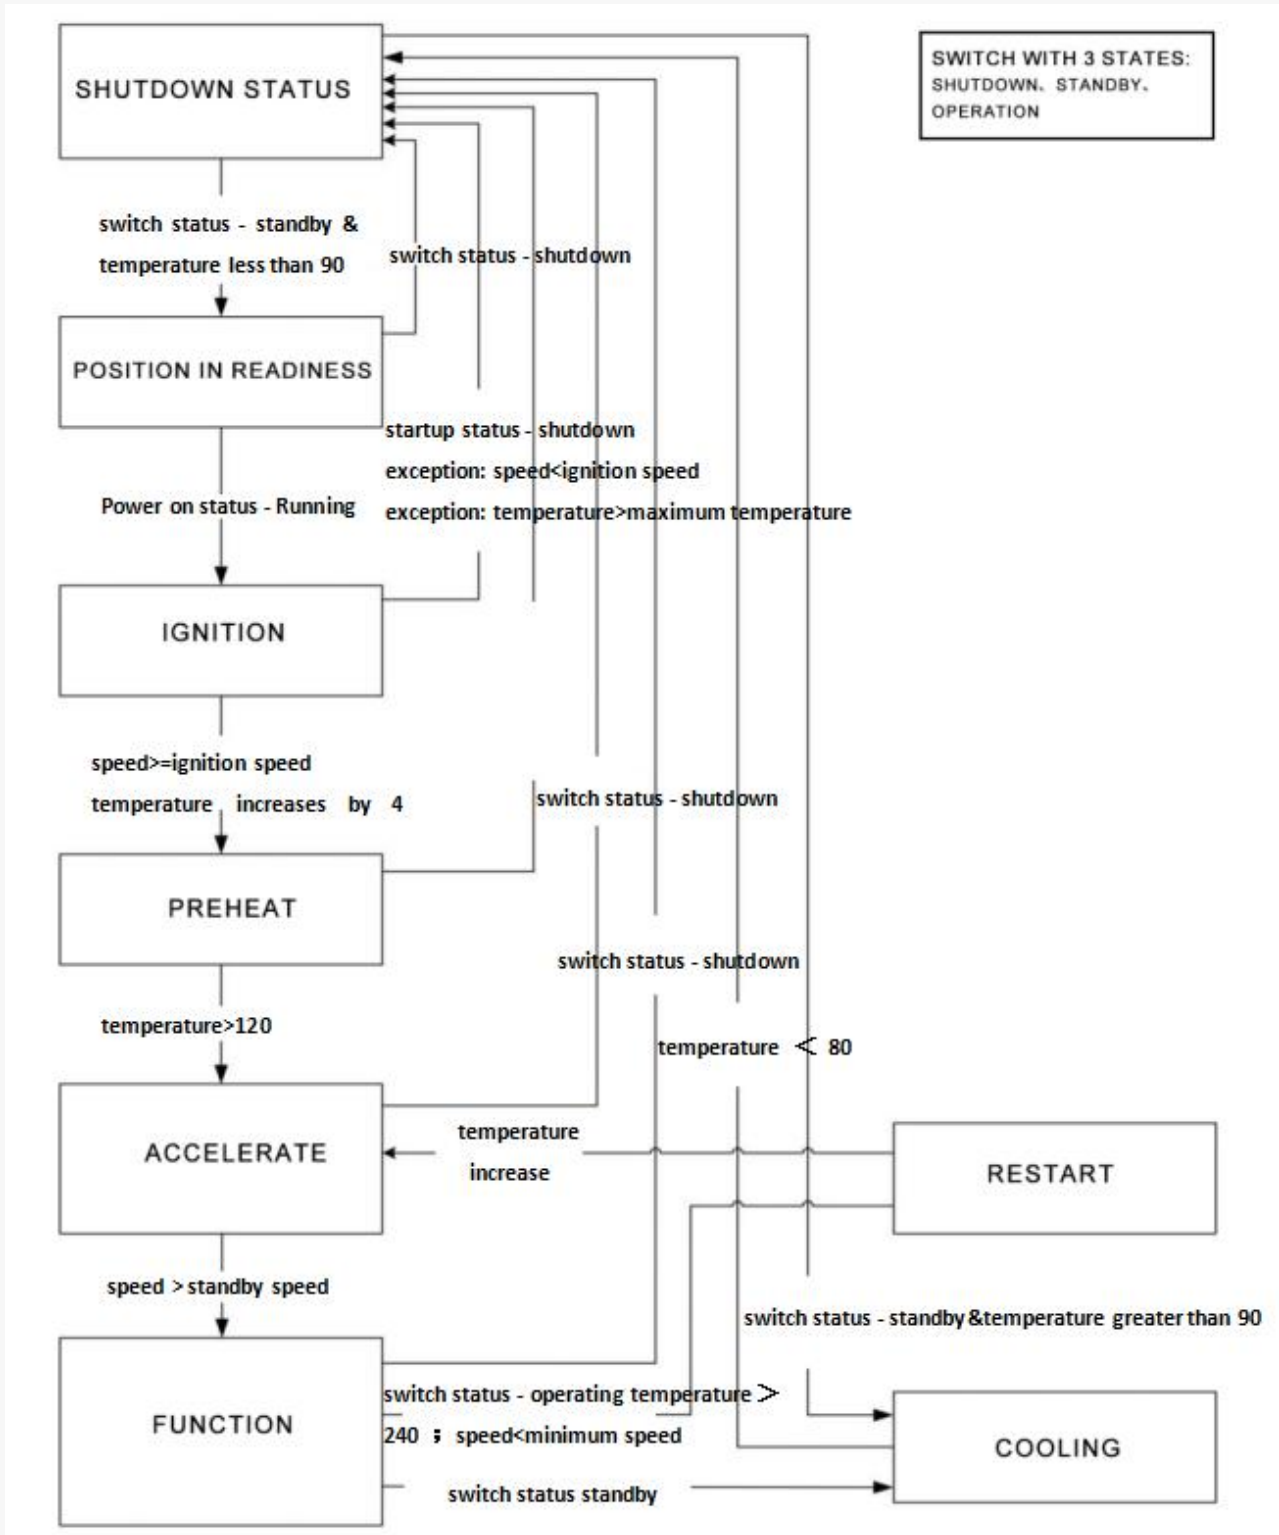 SHUTDOWN STATUS
SWITCH WITH 3 STATES:
SHUTDOWN、STANDBY、
OPERATION
switch status - standby &
temperature less than 90
switch status - shutdown
POSITION IN READINESS
startup status - shutdown
exception: speed<ignition speed
exception: temperature>maximum temperature
Power on status - Running
IGNITION
speed>=ignition speed
temperature increases by 4
switch status - shutdown
PREHEAT
switch status - shutdown
temperature>120
temperature < 80
ACCELERATE
temperature
increase
RESTART
speed > standby speed
switch status - standby &temperature greater than 90
FUNCTION
switch status - operating temperature >
240 ; speed<minimum speed
COOLING
switch status standby